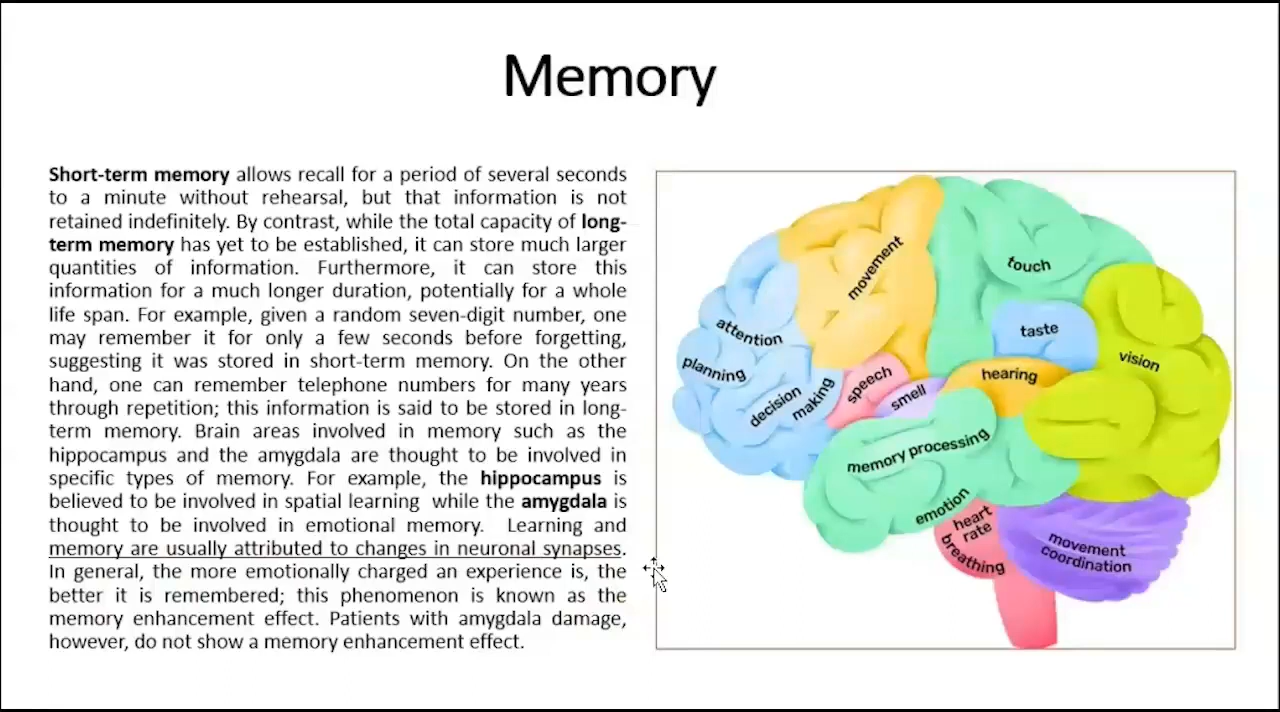 Memory
Short-term memory allows recall for a period of several seconds
to a minute without rehearsal, but that information is not
retained indefinitely. By contrast, while the total capacity of long-
term memory has yet to be established, it can store much larger
quantities of information. Furthermore, it can store this
information for a much longer duration, potentially for a whole
life span. For example, given a random seven-digit number, one
may remember it for only a few seconds before forgetting,
suggesting it was stored in short-term memory. On the other
hand, one can remember telephone numbers for many years
through repetition; this information is said to be stored in long-
term memory. Brain areas involved in memory such as the
hippocampus and the amygdala are thought to be involved in
specific types of memory. For example, the hippocampus is
believed to be involved in spatial learning while the amygdala is
thought to be involved in emotional memory. Learning and
memory are usually attributed to changes in neuronal synapses.
In general, the more emotionally charged an experience is, the
better it is remembered; this phenomenon is known as the
memory enhancement effect. Patients with amygdala damage,
however, do not show a memory enhancement effect.
movement
touch
attention
taste
planning
vision
decision
making
speech
smell
hearing
memory processing
emotion
heart
rate
breathing
movement
coordination